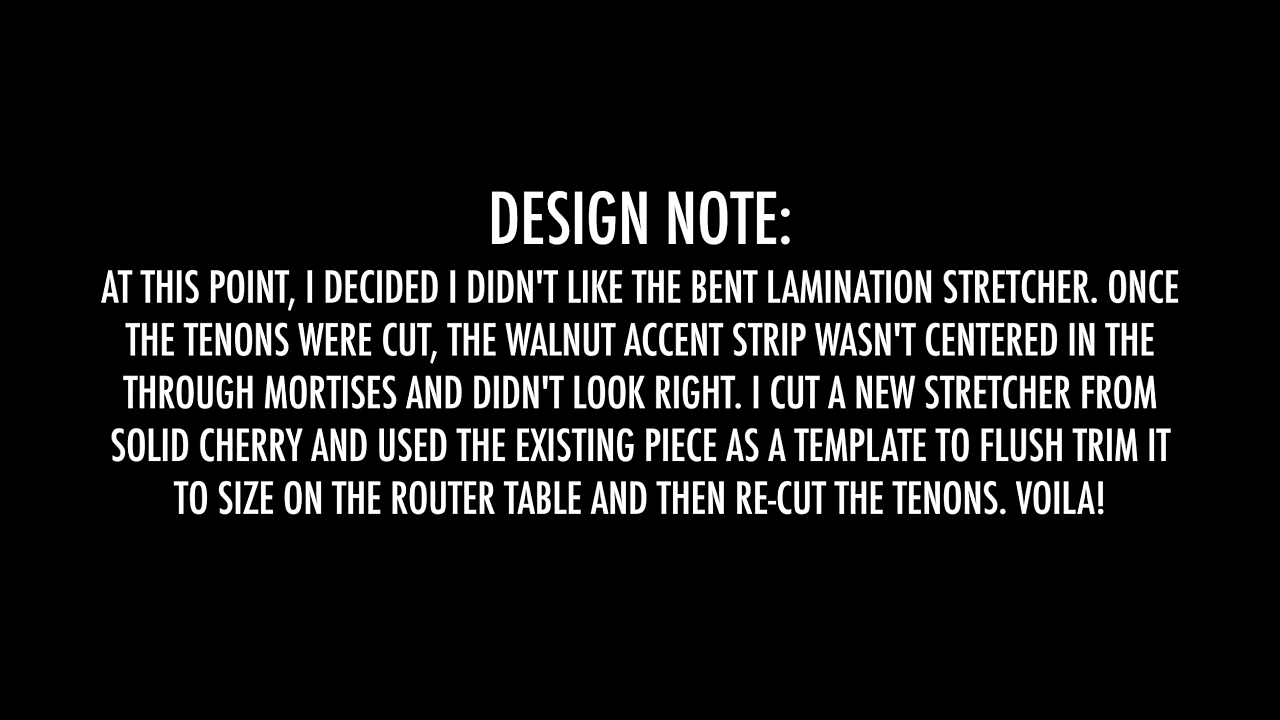 DESIGN NOTE:
AT THIS POINT, I DECIDED I DIDN'T LIKE THE BENT LAMINATION STRETCHER. ONCE
THE TENONS WERE CUT, THE WALNUT ACCENT STRIP WASN'T CENTERED IN THE
THROUGH MORTISES AND DIDN'T LOOK RIGHT. I CUT A NEW STRETCHER FROM
SOLID CHERRY AND USED THE EXISTING PIECE AS A TEMPLATE TO FLUSH TRIM IT
TO SIZE ON THE ROUTER TABLE AND THEN RE-CUT THE TENONS. VOILA!